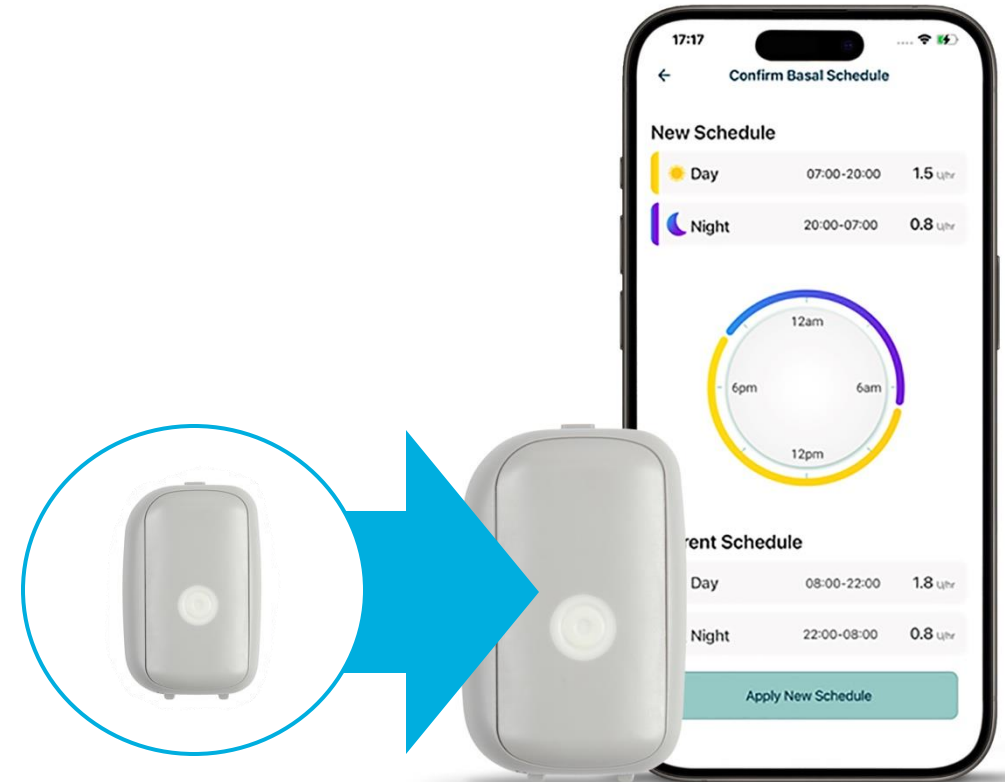 17:17
Confirm Basal Schedule
New Schedule
Day 07:00-20:00 1.5 U/hr
Night 20:00-07:00 0.8 U/hr
12am
6pm 6am
12pm
rent Schedule
Day 08:00-22:00 1.8 U/hr
Night 22:00-08:00 0.8 U/hr
Apply New Schedule